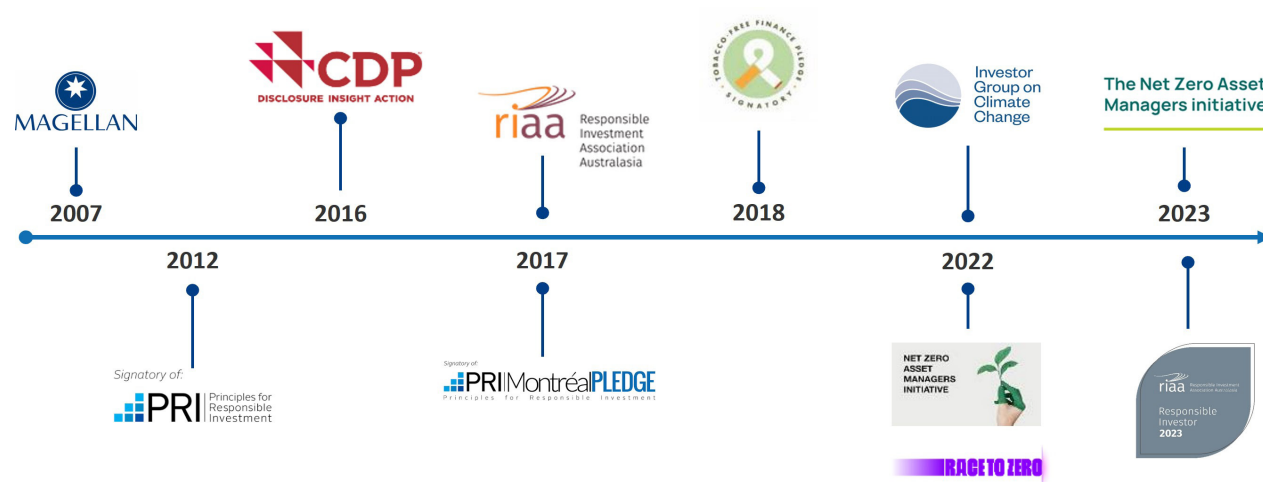 MAGELLAN
2007
CDP
DISCLOSURE INSIGHT ACTION
2016
riaa
Responsible
Investment
Association
Australasia
TOBACCO-FREE FINANCE PLEDGE
SIGNATORY
2018
Investor
Group on
Climate
Change
The Net Zero Asset
Managers initiative
2023
2012
Signatory of:
PRI
Principles for
Responsible
Investment
2017
Signatory of:
PRI Montréal PLEDGE
Principles for Responsible Investment
2022
NET ZERO
ASSET
MANAGERS
INITIATIVE
RACE TO ZERO
riaa
Responsible Investment
Association Australasia
Responsible
Investor
2023